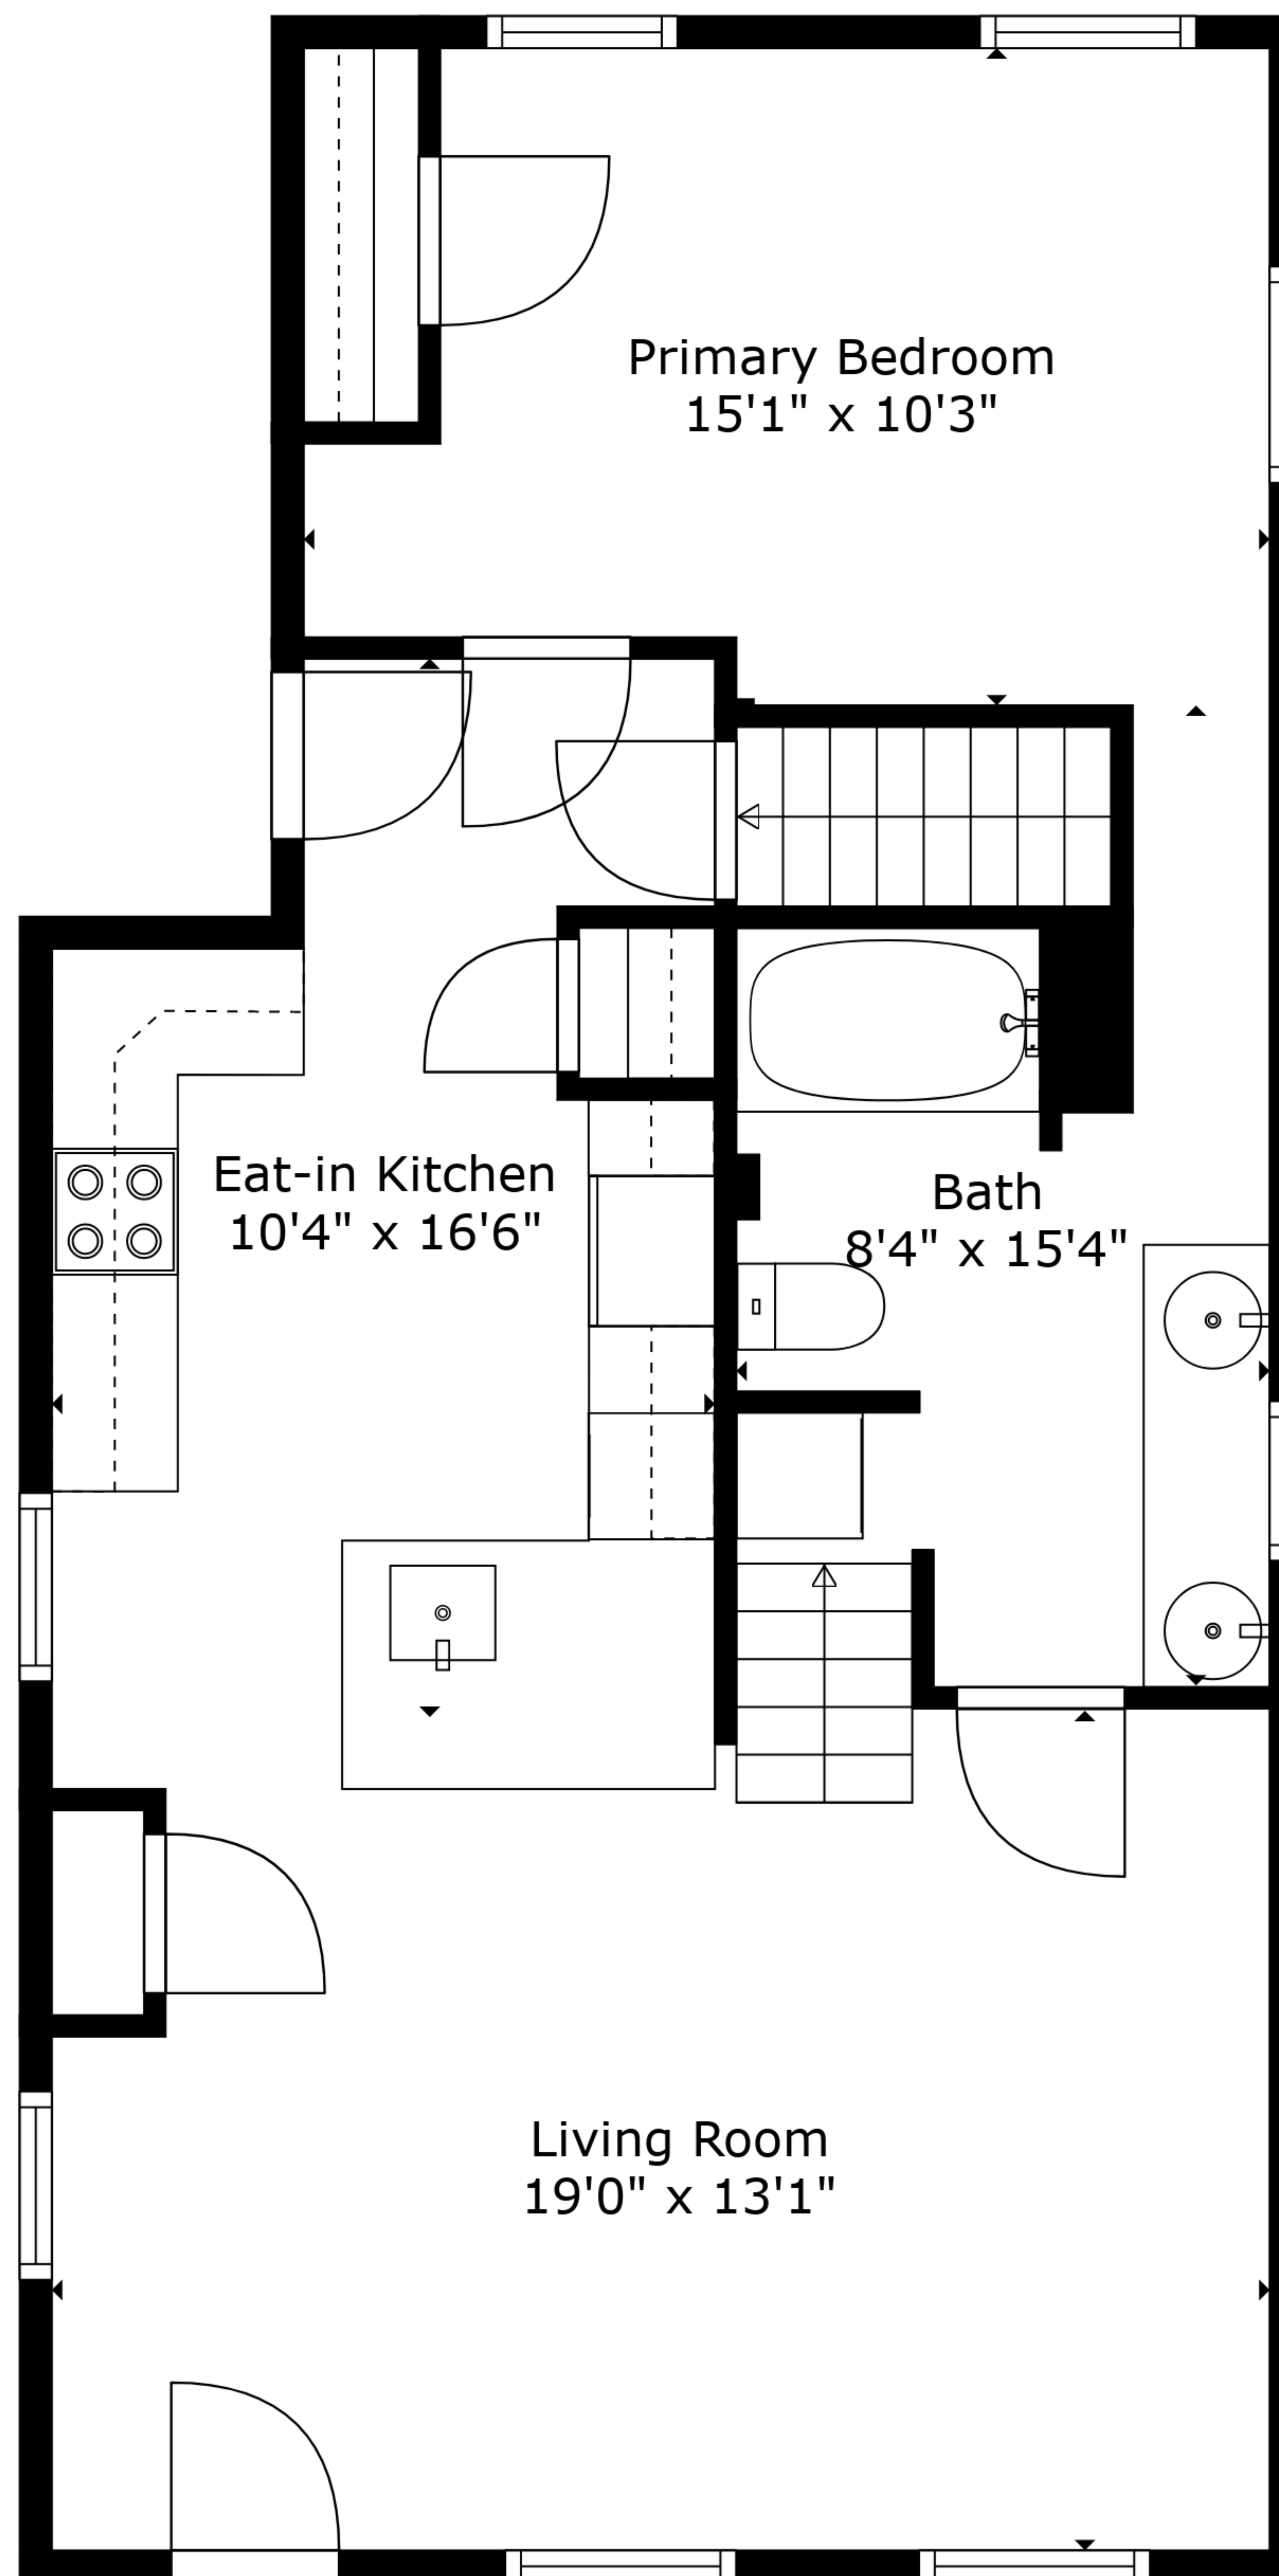 Primary Bedroom
15'1" x 10'3"
Eat-in Kitchen
10'4" x 16'6"
Bath
8'4" x 15'4"
Living Room
19'0" x 13'1"